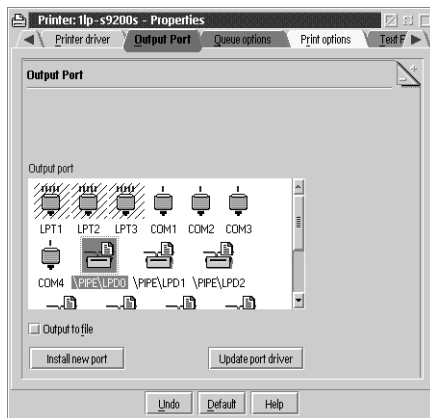 Printer: 1lp-s9200s - Properties
Printer driver
Output Port
Queue options
Print options
Text F
Output Port
Output port
LPT1 LPT2 LPT3 COM1 COM2 COM3
COM4 \PIPE\LPD0 \PIPE\LPD1 \PIPE\LPD2
Output to file
Install new port
Update port driver
Undo
Default
Help